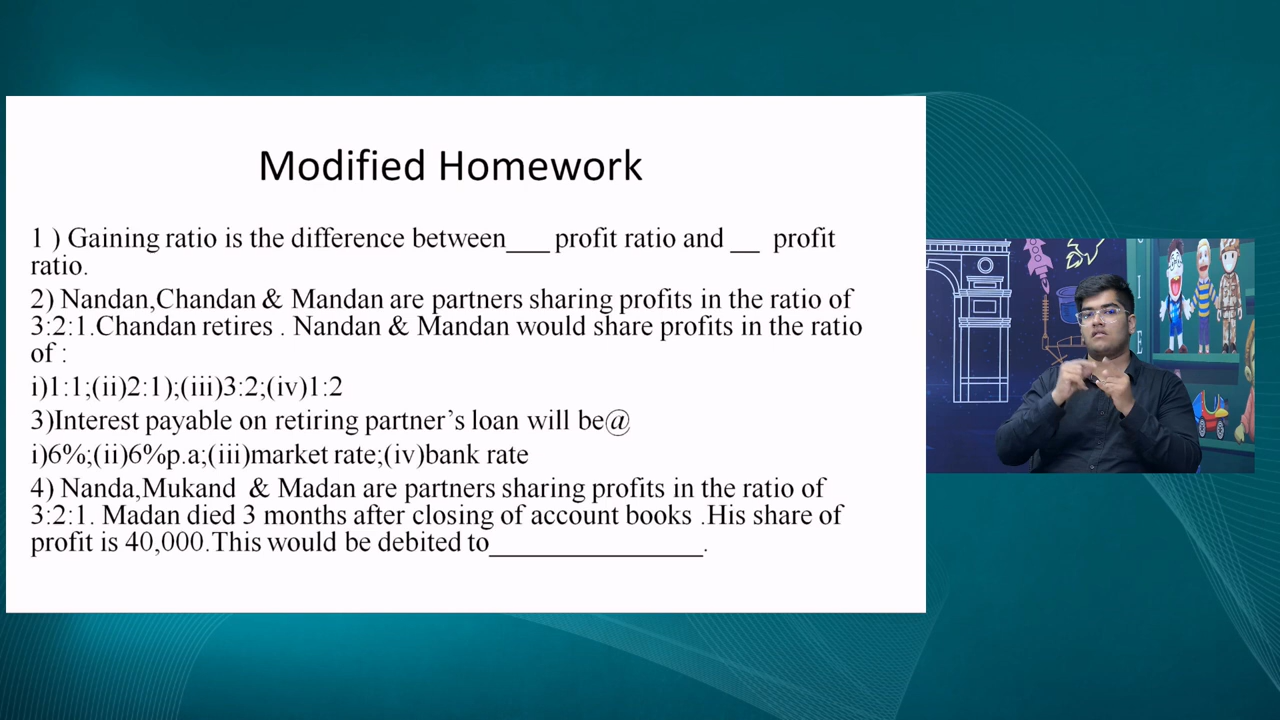 Modified Homework
1 ) Gaining ratio is the difference between___ profit ratio and __ profit
ratio.
2) Nandan,Chandan & Mandan are partners sharing profits in the ratio of
3:2:1.Chandan retires . Nandan & Mandan would share profits in the ratio
of :
i)1:1;(ii)2:1);(iii)3:2;(iv)1:2
3)Interest payable on retiring partner’s loan will be@
i)6%;(ii)6%p.a;(iii)market rate;(iv)bank rate
4) Nanda,Mukand & Madan are partners sharing profits in the ratio of
3:2:1. Madan died 3 months after closing of account books .His share of
profit is 40,000.This would be debited to________________.
I
E